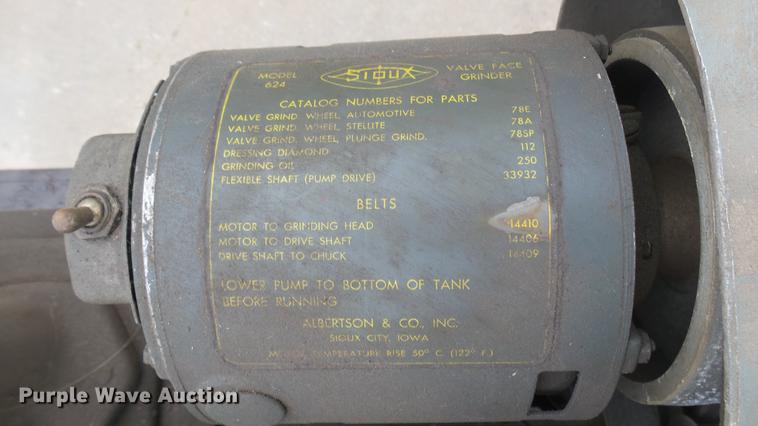 MODEL 624
SIOUX
VALVE FACE GRINDER
CATALOG NUMBERS FOR PARTS
VALVE GRIND. WHEEL, AUTOMOTIVE 78E
VALVE GRIND. WHEEL, STELLITE 78A
VALVE GRIND. WHEEL, PLUNGE GRIND. 78SP
DRESSING DIAMOND 112
GRINDING OIL 250
FLEXIBLE SHAFT (PUMP DRIVE) 33932
BELTS
MOTOR TO GRINDING HEAD 14410
MOTOR TO DRIVE SHAFT 14406
DRIVE SHAFT TO CHUCK 14409
LOWER PUMP TO BOTTOM OF TANK
BEFORE RUNNING
ALBERTSON & CO., INC.
SIOUX CITY, IOWA
MOTOR TEMPERATURE RISE 50° C. (122° F.)
Purple Wave Auction